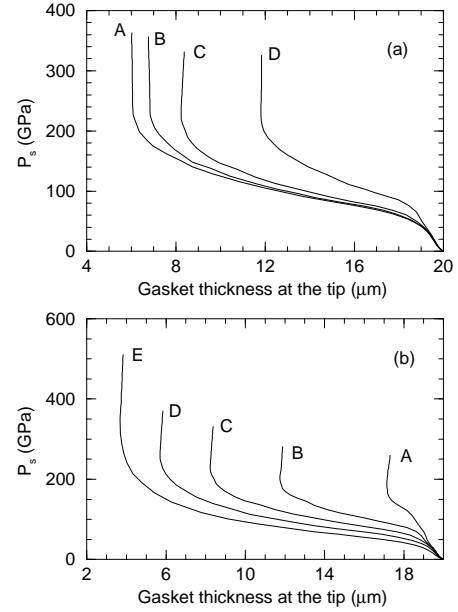 400
A
B
C
D
(a)
300
200
100
0
P_s (GPa)
4
8
12
16
20
Gasket thickness at the tip (μm)
600
E
(b)
400
D
C
B
A
200
0
P_s (GPa)
2
6
10
14
18
Gasket thickness at the tip (μm)